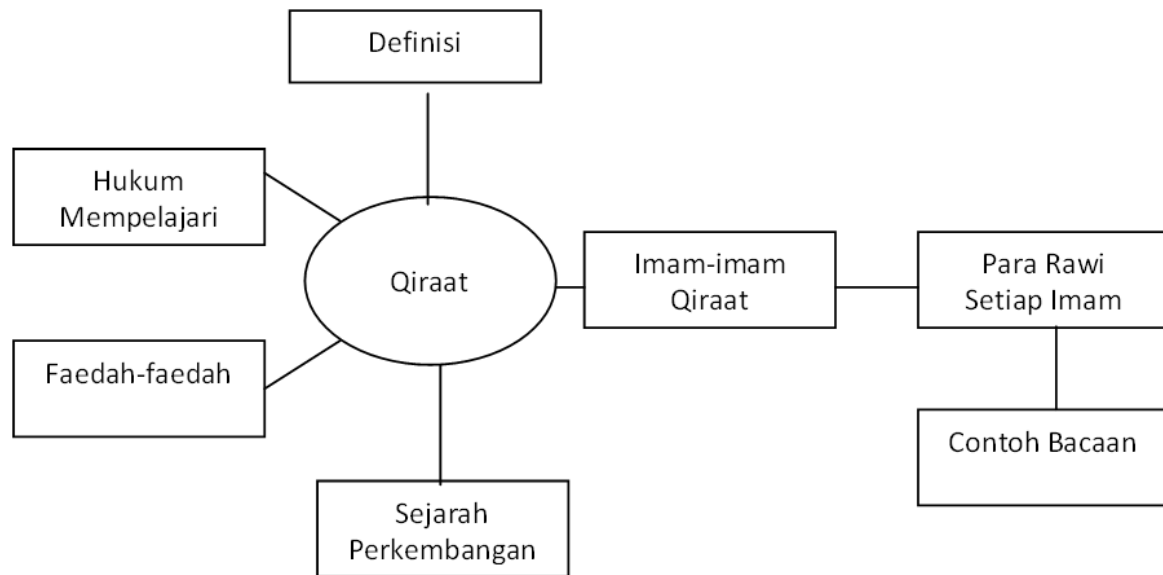 Definisi
Hukum
Mempelajari
Qiraat
Imam-imam
Qiraat
Para Rawi
Setiap Imam
Faedah-faedah
Contoh Bacaan
Sejarah
Perkembangan